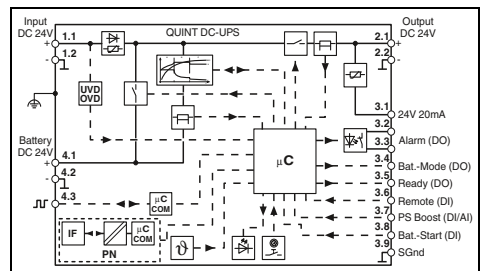 Input
DC 24V
QUINT DC-UPS
Output
DC 24V
+ 1.1
- 1.2
2.1 +
2.2 -
UVD
OVD
3.1
24V 20mA
3.2
3.3
Alarm (DO)
Battery
DC 24V
+ 4.1
- 4.2
4.3
µC
3.4
Bat.-Mode (DO)
3.5
Ready (DO)
3.6
Remote (DI)
3.7
PS Boost (DI/AI)
3.8
Bat.-Start (DI)
3.9
SGnd
µC
COM
IF
µC
COM
PN
ϑ